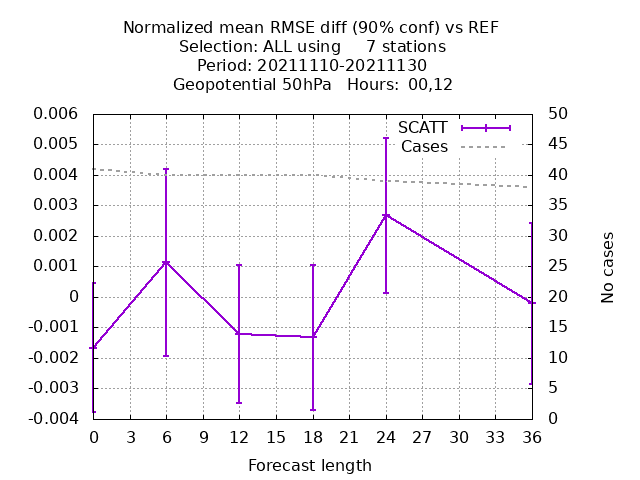 Normalized mean RMSE diff (90% conf) vs REF
Selection: ALL using     7 stations
Period: 20211110-20211130
Geopotential 50hPa   Hours: 00,12
0.006
0.005
0.004
0.003
0.002
0.001
0
-0.001
-0.002
-0.003
-0.004
SCATT
Cases
50
45
40
35
30
25
20
15
10
5
0
No cases
0 3 6 9 12 15 18 21 24 27 30 33 36
Forecast length